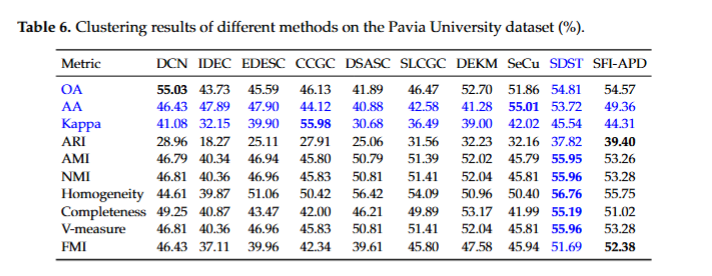 Table 6. Clustering results of different methods on the Pavia University dataset (%).
Metric DCN IDEC EDESC CCGC DSASC SLCGC DEKM SeCu SDST SFI-APD
OA 55.03 43.73 45.59 46.13 41.89 46.47 52.70 51.86 54.81 54.57
AA 46.43 47.89 47.90 44.12 40.88 42.58 41.28 55.01 53.72 49.36
Kappa 41.08 32.15 39.90 55.98 30.68 36.49 39.00 42.02 45.54 44.31
ARI 28.96 18.27 25.11 27.91 25.06 31.56 32.23 32.16 37.82 39.40
AMI 46.79 40.34 46.94 45.80 50.79 51.39 52.02 45.79 55.95 53.26
NMI 46.81 40.36 46.96 45.83 50.81 51.41 52.04 45.81 55.96 53.28
Homogeneity 44.61 39.87 51.06 50.42 56.42 54.09 50.96 50.40 56.76 55.75
Completeness 49.25 40.87 43.47 42.00 46.21 49.89 53.17 41.99 55.19 51.02
V-measure 46.81 40.36 46.96 45.83 50.81 51.41 52.04 45.81 55.96 53.28
FMI 46.43 37.11 39.96 42.34 39.61 45.80 47.58 45.94 51.69 52.38